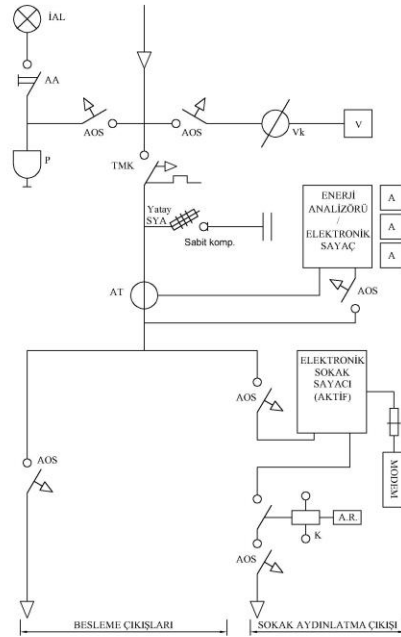 İAL
AA
AOS
AOS
Vk
V
P
TMK
Yatay
SYA
Sabit komp.
ENERJİ
ANALİZÖRÜ
/
ELEKTRONİK
SAYAÇ
A
A
A
AT
AOS
ELEKTRONİK
SOKAK
SAYACI
(AKTİF)
AOS
MODEM
AOS
A.R.
K
AOS
BESLEME ÇIKIŞLARI
SOKAK AYDINLATMA ÇIKIŞI